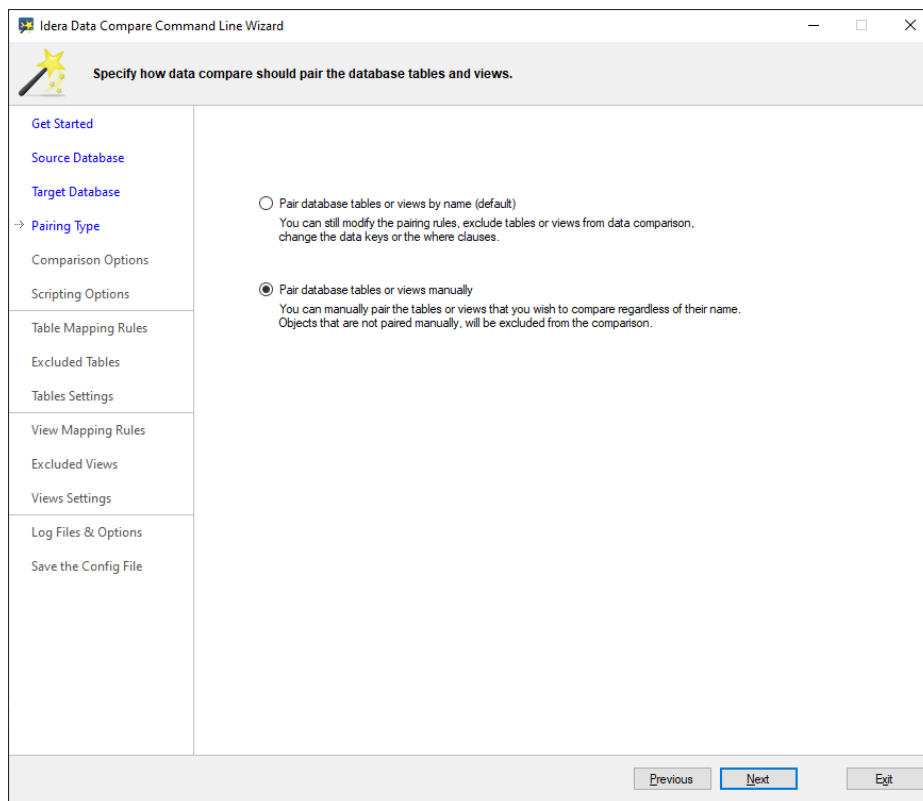 Idera Data Compare Command Line Wizard
Specify how data compare should pair the database tables and views.
Get Started
Source Database
Target Database
Pairing Type
Comparison Options
Scripting Options
Table Mapping Rules
Excluded Tables
Tables Settings
View Mapping Rules
Excluded Views
Views Settings
Log Files & Options
Save the Config File
Pair database tables or views by name (default)
You can still modify the pairing rules, exclude tables or views from data comparison,
change the data keys or the where clauses.
Pair database tables or views manually
You can manually pair the tables or views that you wish to compare regardless of their name.
Objects that are not paired manually, will be excluded from the comparison.
Previous
Next
Exit